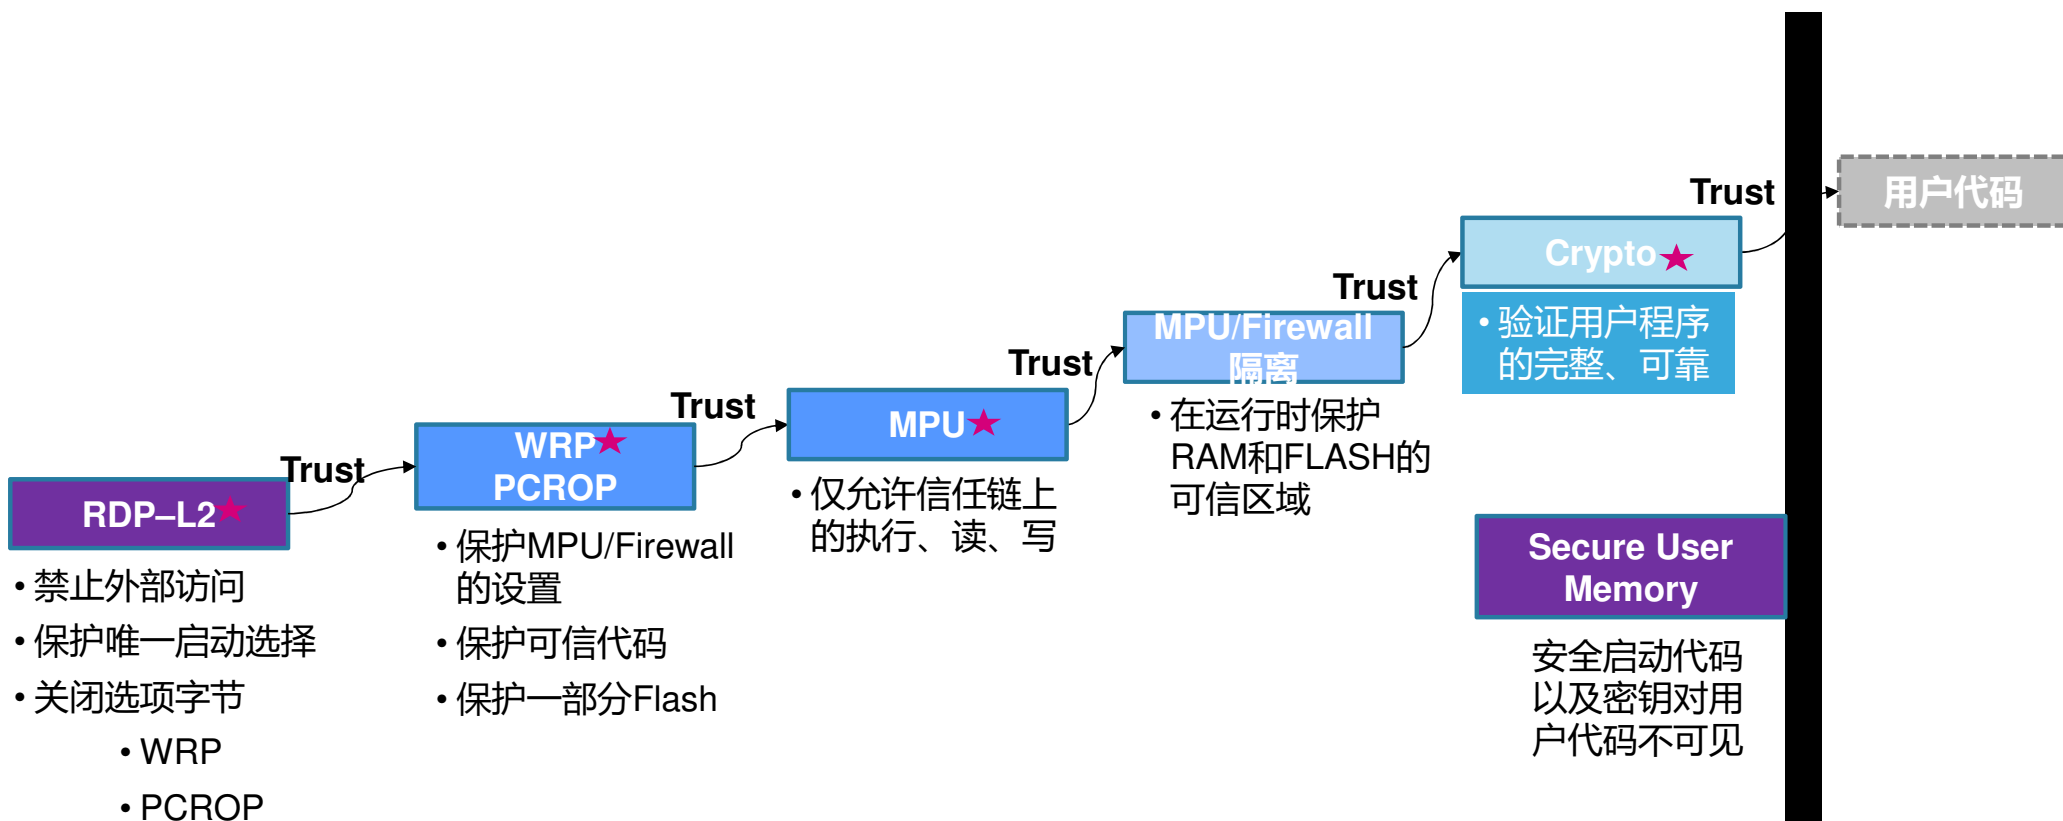 RDP–L2
• 禁止外部访问
• 保护唯一启动选择
• 关闭选项字节
• WRP
• PCROP
Trust
WRP
PCROP
• 保护MPU/Firewall
的设置
• 保护可信代码
• 保护一部分Flash
Trust
MPU
• 仅允许信任链上
的执行、读、写
Trust
MPU/Firewall
隔离
• 在运行时保护
RAM和FLASH的
可信区域
Trust
Crypto
• 验证用户程序
的完整、可靠
Secure User
Memory
安全启动代码
以及密钥对用
户代码不可见
Trust
用户代码